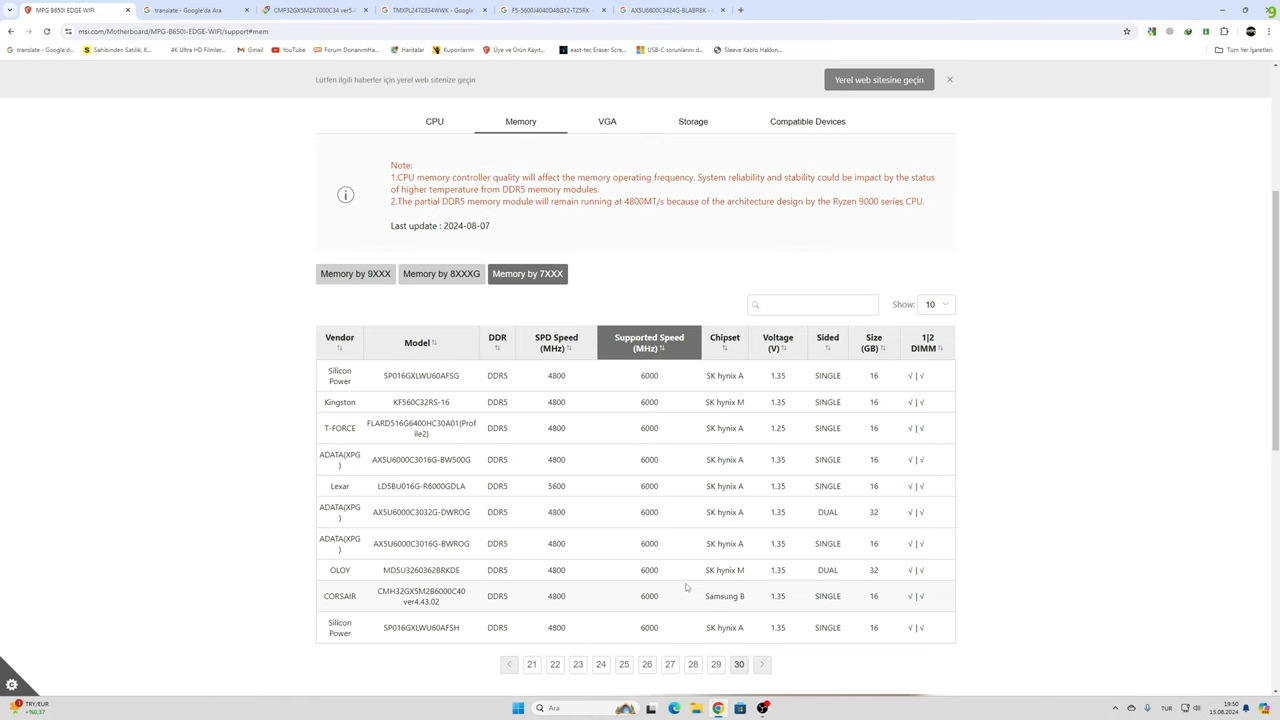 MPG B650I EDGE WIFI
translate - Google'da Ara
CMP32GX5M2X7000C34 ver5.4
TMXPL2472834WWK - Google
F5-5600J4040D48GX2-TZ5RK
AX5U6800C3424G-BLABRBK -
msi.com/Motherboard/MPG-B650I-EDGE-WIFI/support#mem
translate - Google'd...
Sahibinden Satılık, K...
4K Ultra HD Filmler...
Gmail
YouTube
Forum DonanımHa...
Haritalar
Kuponlarım
Üye ve Ürün Kayıt...
east-tec Eraser Scre...
USB-C sorunlarını d...
Sleeve Kablo Hakkın...
Tüm Yer İşaretleri
Lütfen ilgili haberler için yerel web sitenize geçin
Yerel web sitesine geçin
CPU Memory VGA Storage Compatible Devices
Note:
1.CPU memory controller quality will affect the memory operating frequency. System reliability and stability could be impact by the status
of higher temperature from DDR5 memory modules.
2.The partial DDR5 memory module will remain running at 4800MT/s because of the architecture design by the Ryzen 9000 series CPU.
Last update : 2024-08-07
Memory by 9XXX Memory by 8XXXG Memory by 7XXX
Show: 10
Vendor Model DDR SPD Speed (MHz) Supported Speed (MHz) Chipset Voltage (V) Sided Size (GB) 1|2 DIMM
Silicon Power SP016GXLWU60AFSG DDR5 4800 6000 SK hynix A 1.35 SINGLE 16 √ | √
Kingston KF560C32RS-16 DDR5 4800 6000 SK hynix M 1.35 SINGLE 16 √ | √
T-FORCE FLARD516G6400HC30A01(Profile2) DDR5 4800 6000 SK hynix A 1.25 SINGLE 16 √ | √
ADATA(XPG) AX5U6000C3016G-BW500G DDR5 4800 6000 SK hynix A 1.35 SINGLE 16 √ | √
Lexar LD5BU016G-R6000GDLA DDR5 5600 6000 SK hynix A 1.35 SINGLE 16 √ | √
ADATA(XPG) AX5U6000C3032G-DWROG DDR5 4800 6000 SK hynix A 1.35 DUAL 32 √ | √
ADATA(XPG) AX5U6000C3016G-BWROG DDR5 4800 6000 SK hynix A 1.35 SINGLE 16 √ | √
OLOY MD5U3260362BRKDE DDR5 4800 6000 SK hynix M 1.35 DUAL 32 √ | √
CORSAIR CMH32GX5M2B6000C40 ver4.43.02 DDR5 4800 6000 Samsung B 1.35 SINGLE 16 √ | √
Silicon Power SP016GXLWU60AFSH DDR5 4800 6000 SK hynix A 1.35 SINGLE 16 √ | √
21 22 23 24 25 26 27 28 29 30
TRY/EUR
+%0,37
Ara
TUR
19:50
15.08.2024